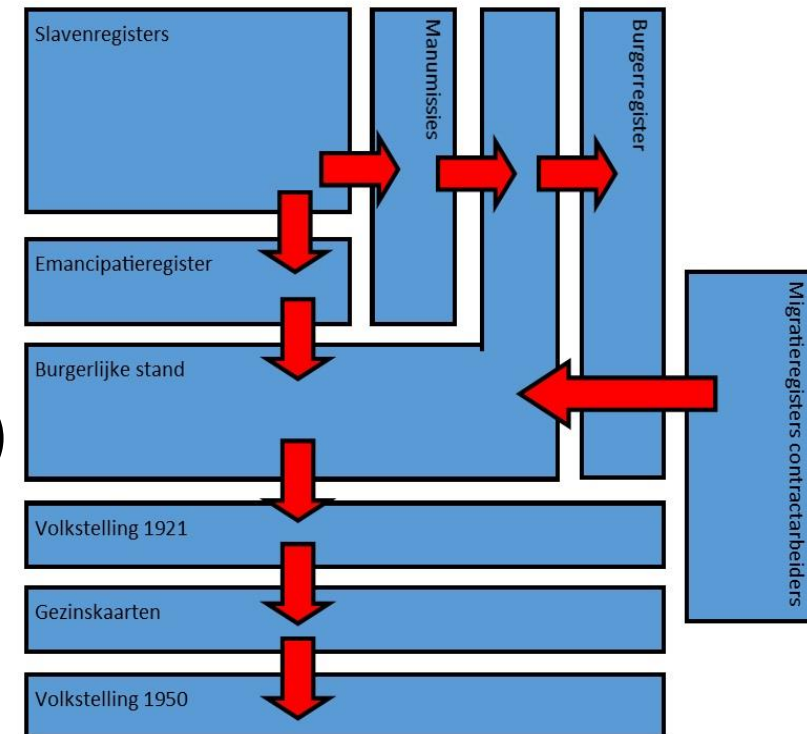 Slavenregisters
Manumissies
Burgerregister
Emancipatieregister
Migratieregisters contractarbeiders
Burgerlijke stand
)
Volkstelling 1921
Gezinskaarten
Volkstelling 1950